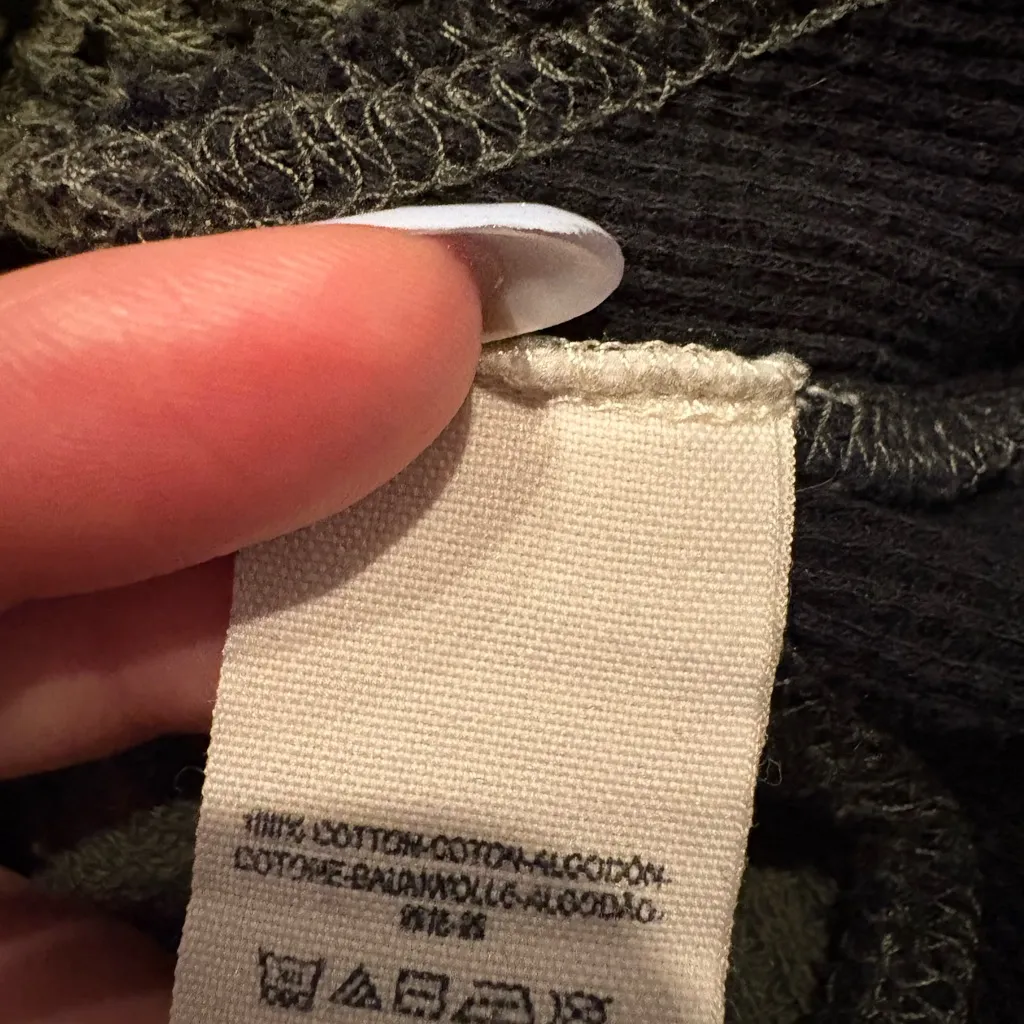 100% COTTON-COTON-ALGODÓN-
COTONE-BAUMWOLLE-ALGODÃO-